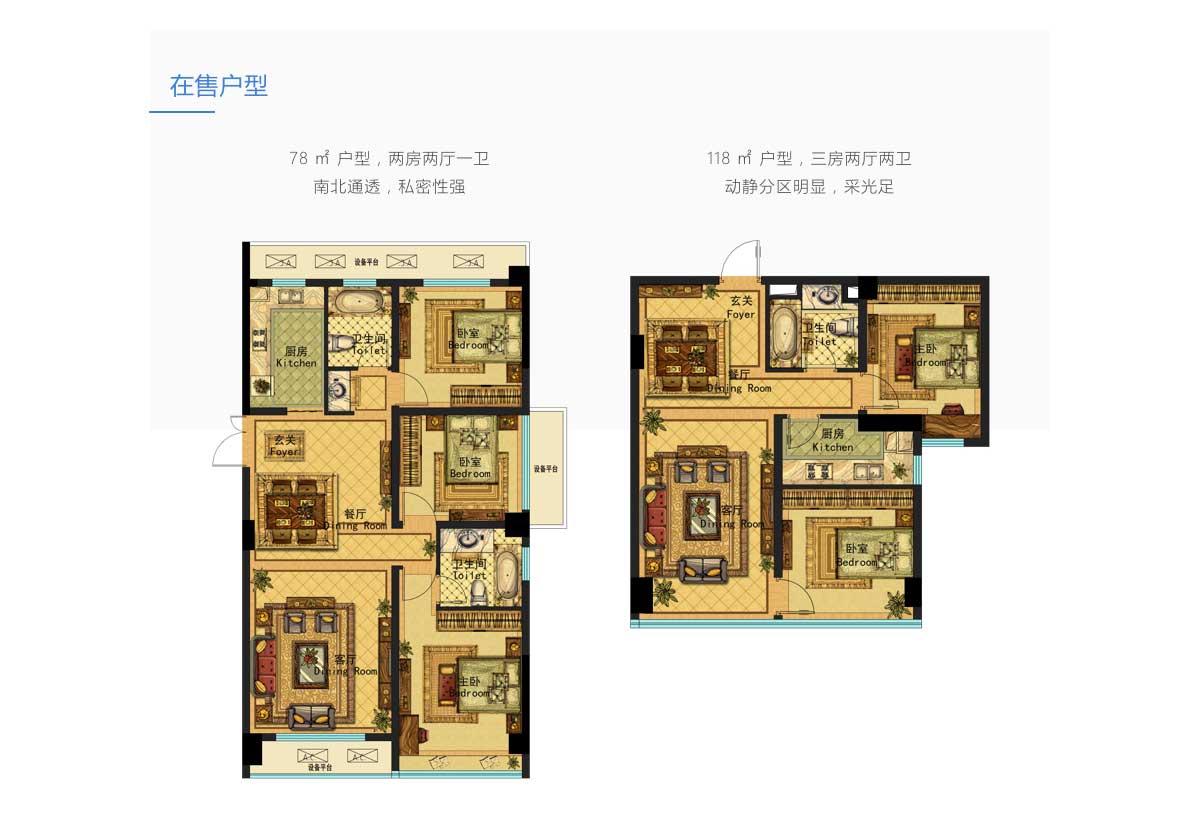 在售户型
78 ㎡ 户型，两房两厅一卫
南北通透，私密性强
118 ㎡ 户型，三房两厅两卫
动静分区明显，采光足
设备平台
厨房
Kitchen
卫生间
Toilet
卧室
Bedroom
玄关
Foyer
卧室
Bedroom
设备平台
餐厅
Dining Room
卫生间
Toilet
客厅
Dining Room
主卧
Bedroom
A.C
A.C
设备平台
玄关
Foyer
卫生间
Toilet
主卧
Bedroom
餐厅
Dining Room
厨房
Kitchen
客厅
Dining Room
卧室
Bedroom